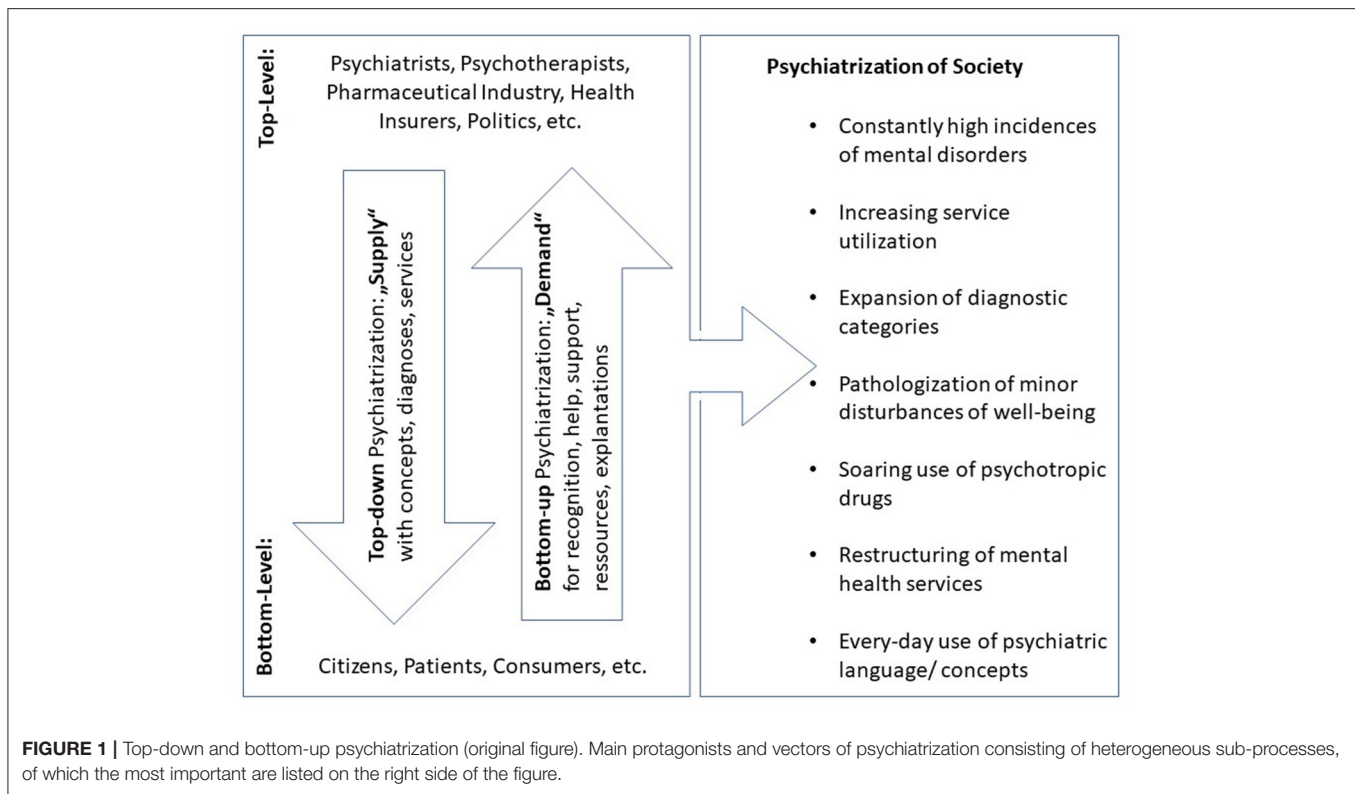 Top-Level:
Psychiatrists, Psychotherapists,
Pharmaceutical Industry, Health
Insurers, Politics, etc.
Top-down Psychiatrization: „Supply“
with concepts, diagnoses, services
Bottom-up Psychiatrization: „Demand“
for recognition, help, support,
ressources, explantations
Bottom-Level:
Citizens, Patients, Consumers, etc.
Psychiatrization of Society
• Constantly high incidences
of mental disorders
• Increasing service
utilization
• Expansion of diagnostic
categories
• Pathologization of minor
disturbances of well-being
• Soaring use of psychotropic
drugs
• Restructuring of mental
health services
• Every-day use of psychiatric
language/ concepts
FIGURE 1 | Top-down and bottom-up psychiatrization (original figure). Main protagonists and vectors of psychiatrization consisting of heterogeneous sub-processes,
of which the most important are listed on the right side of the figure.